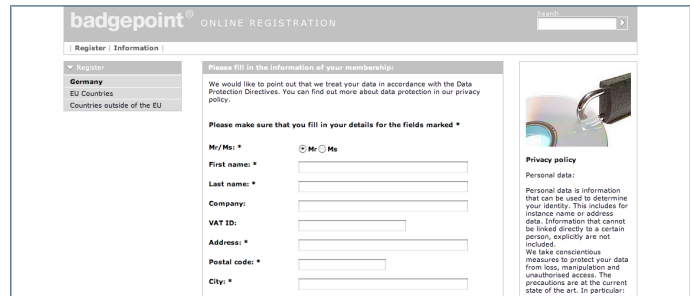 badgepoint® ONLINE REGISTRATION
Search
| Register | Information |
Register
Germany
EU Countries
Countries outside of the EU
Please fill in the information of your membership:
We would like to point out that we treat your data in accordance with the Data
Protection Directives. You can find out more about data protection in our privacy
policy.
Please make sure that you fill in your details for the fields marked *
Mr/Ms: * Mr Ms
First name: *
Last name: *
Company:
VAT ID:
Address: *
Postal code: *
City: *
Privacy policy
Personal data:
Personal data is information
that can be used to determine
your identity. This includes for
instance name or address
data. Information that cannot
be linked directly to a certain
person, explicitly are not
included.
We take conscientious
measures to protect your data
from loss, manipulation and
unauthorised access. The
precautions are at the current
state of the art. In particular: